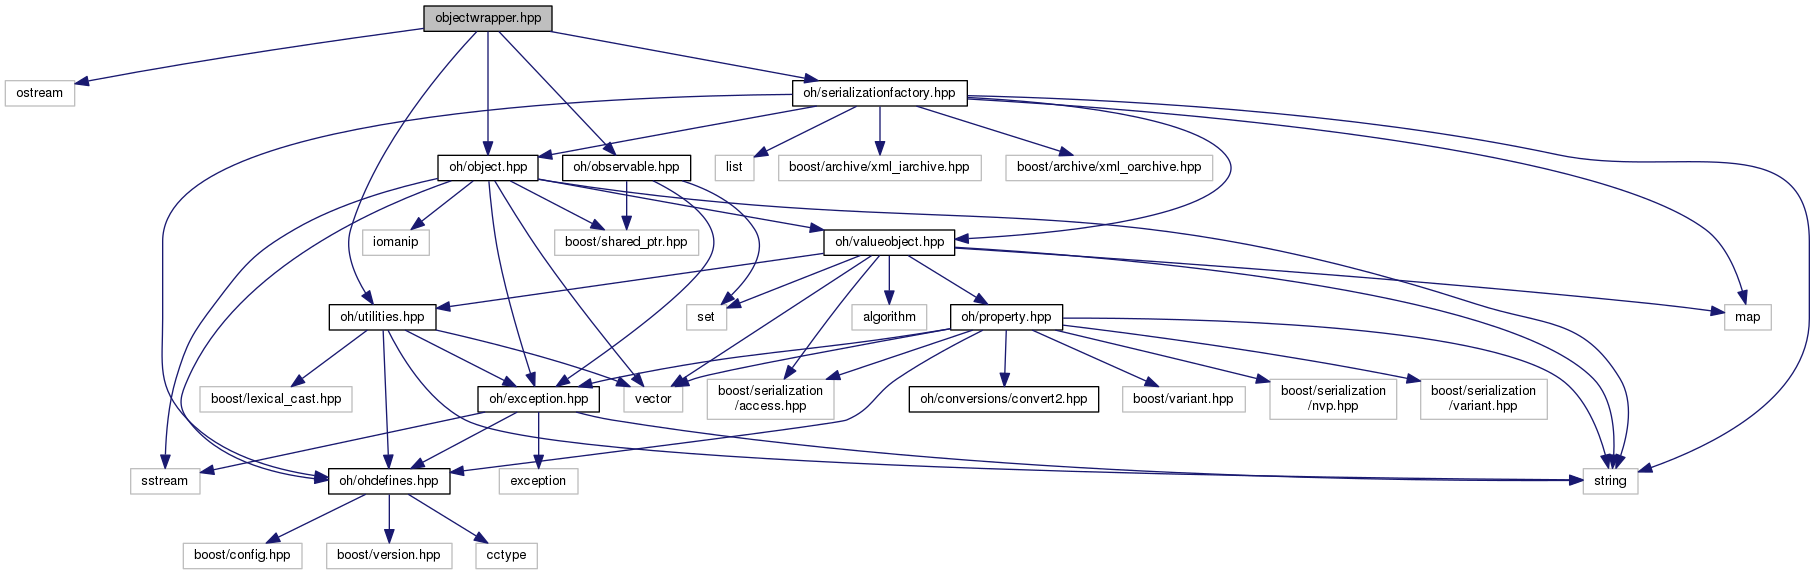 objectwrapper.hpp
ostream
oh/serializationfactory.hpp
oh/object.hpp
oh/observable.hpp
list
boost/archive/xml_iarchive.hpp
boost/archive/xml_oarchive.hpp
iomanip
boost/shared_ptr.hpp
oh/valueobject.hpp
oh/utilities.hpp
set
algorithm
oh/property.hpp
map
boost/lexical_cast.hpp
oh/exception.hpp
vector
boost/serialization
/access.hpp
oh/conversions/convert2.hpp
boost/variant.hpp
boost/serialization
/nvp.hpp
boost/serialization
/variant.hpp
sstream
oh/ohdefines.hpp
exception
string
boost/config.hpp
boost/version.hpp
cctype